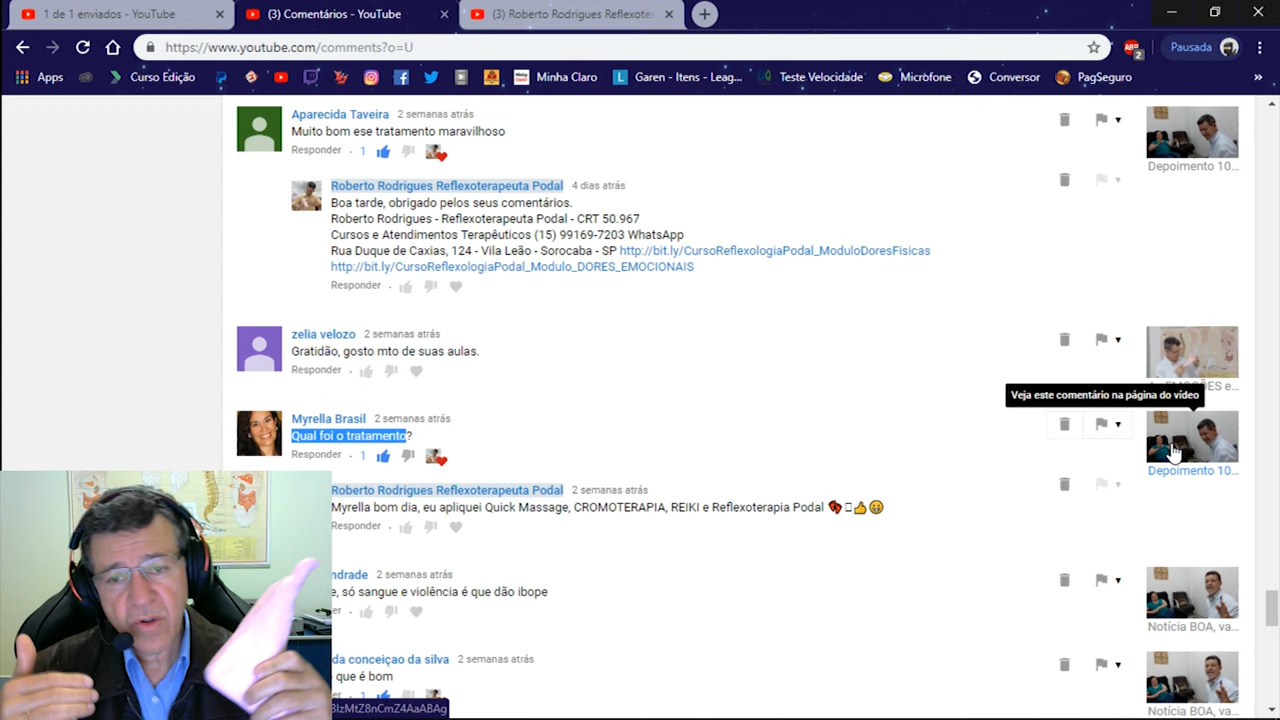 1 de 1 enviados - YouTube
(3) Comentários - YouTube
(3) Roberto Rodrigues Reflexoter
https://www.youtube.com/comments?o=U
ABP
2
Pausada
Apps
Curso Edição
Minha Claro
Garen - Itens - Leag...
Teste Velocidade
Micròfone
Conversor
PagSeguro
Aparecida Taveira 2 semanas atrás
Muito bom ese tratamento maravilhoso
Responder 1
Depoimento 10...
Roberto Rodrigues Reflexoterapeuta Podal 4 dias atrás
Boa tarde, obrigado pelos seus comentários.
Roberto Rodrigues - Reflexoterapeuta Podal - CRT 50.967
Cursos e Atendimentos Terapêuticos (15) 99169-7203 WhatsApp
Rua Duque de Caxias, 124 - Vila Leão - Sorocaba - SP http://bit.ly/CursoReflexologiaPodal_ModuloDoresFisicas
http://bit.ly/CursoReflexologiaPodal_Modulo_DORES_EMOCIONAIS
Responder
zelia velozo 2 semanas atrás
Gratidão, gosto mto de suas aulas.
Responder
Veja este comentário na página do vídeo
Myrella Brasil 2 semanas atrás
Qual foi o tratamento?
Responder 1
Depoimento 10...
Roberto Rodrigues Reflexoterapeuta Podal 2 semanas atrás
Myrella bom dia, eu apliquei Quick Massage, CROMOTERAPIA, REIKI e Reflexoterapia Podal
Responder
ndrade 2 semanas atrás
e, só sangue e violência é que dão ibope
Notícia BOA, va...
da conceiçao da silva 2 semanas atrás
que é bom
Notícia BOA, va...
BIzMtZ8nCmZ4AaABAg